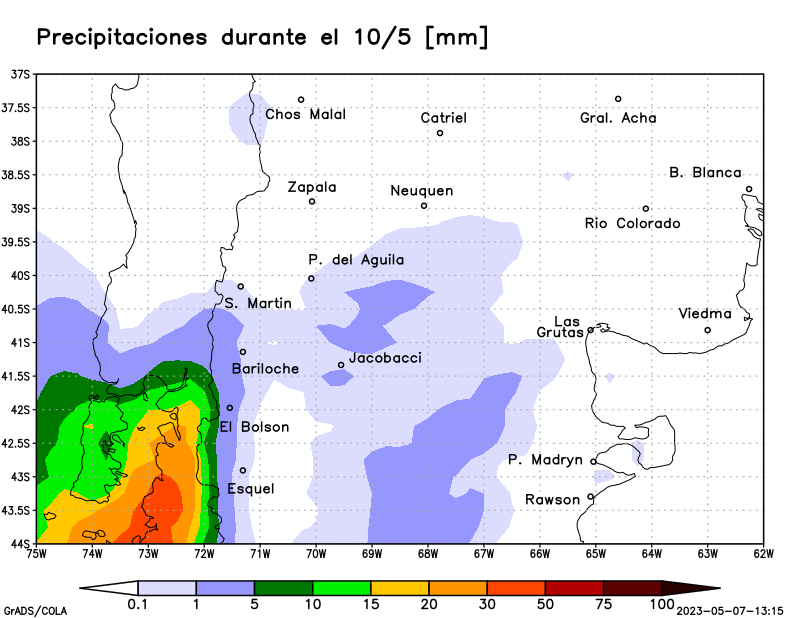 Precipitaciones durante el 10/5 [mm]
37S
37.5S
Chos Malal
Catriel
Gral. Acha
38S
38.5S
B. Blanca
Zapala
Neuquen
39S
Rio Colorado
39.5S
P. del Aguila
40S
S. Martin
40.5S
Viedma
Las
Grutas
41S
Jacobacci
Bariloche
41.5S
42S
El Bolson
42.5S
P. Madryn
43S
Esquel
Rawson
43.5S
44S
75W 74W 73W 72W 71W 70W 69W 68W 67W 66W 65W 64W 63W 62W
0.1 1 5 10 15 20 30 50 75 100
GrADS/COLA
2023-05-07-13:15